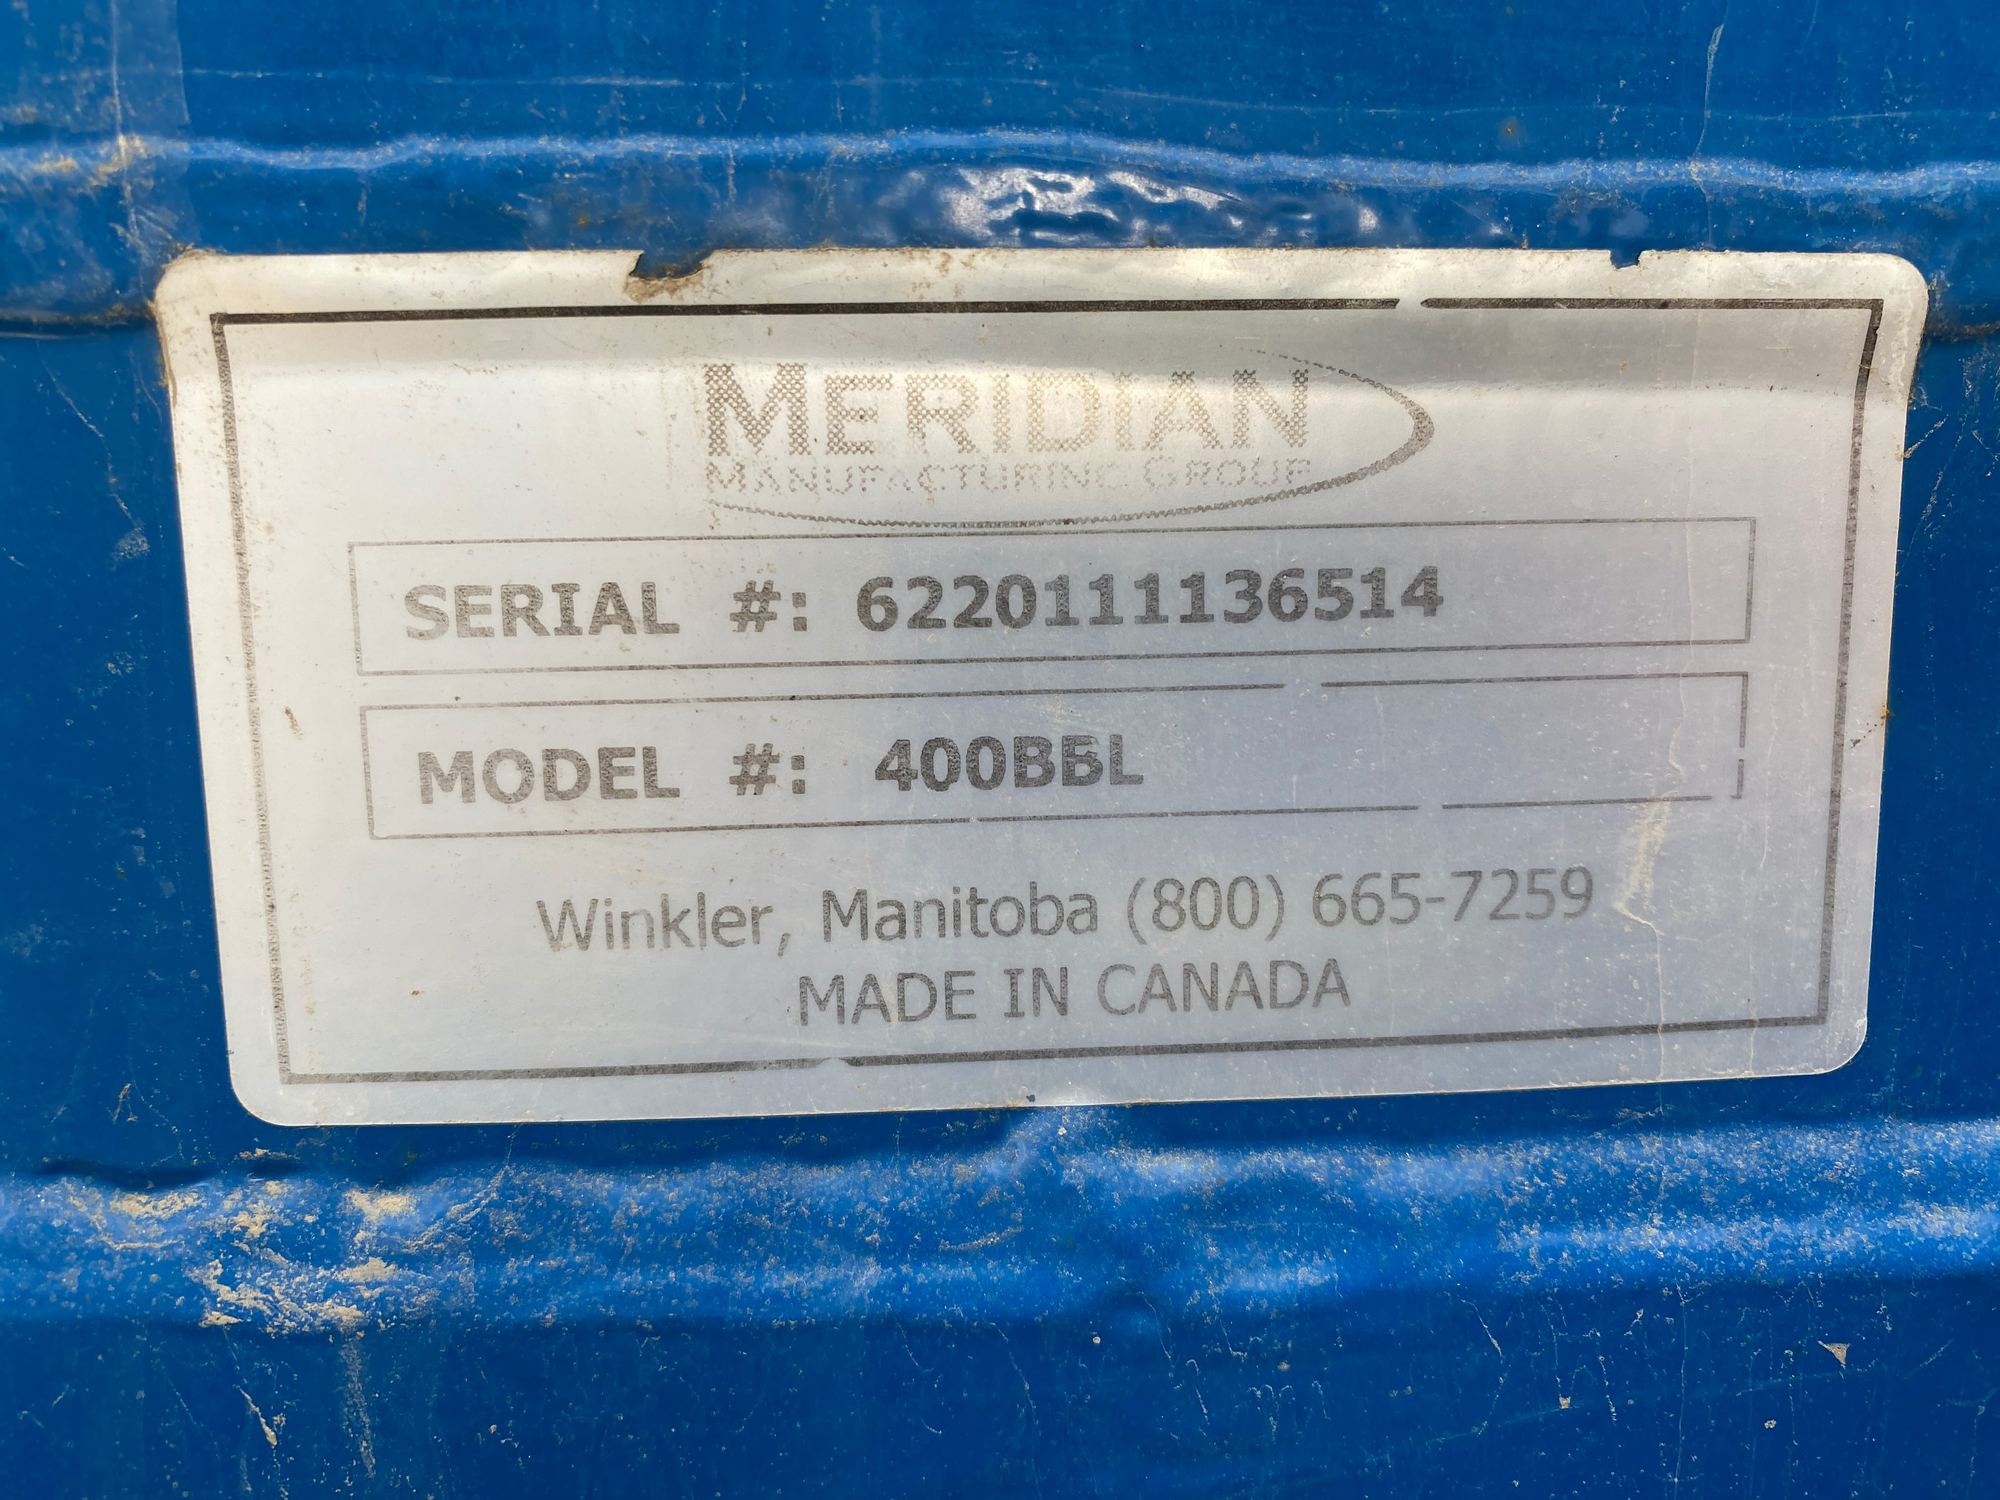 MERIDIAN
MANUFACTURING GROUP
SERIAL #: 6220111136514
MODEL #: 400BBL
Winkler, Manitoba (800) 665-7259
MADE IN CANADA